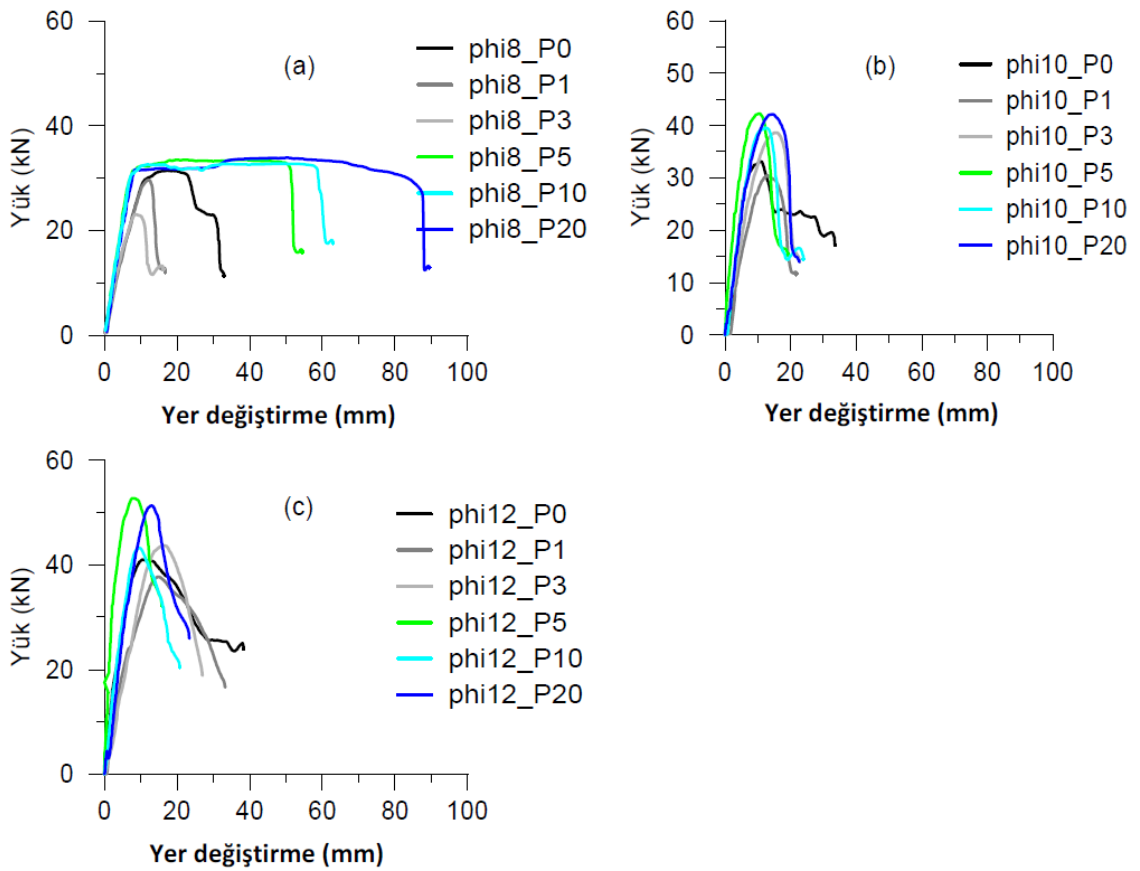 60
40
20
0
Yük (kN)
0 20 40 60 80 100
Yer değiştirme (mm)
(a)
phi8_P0
phi8_P1
phi8_P3
phi8_P5
phi8_P10
phi8_P20
60
50
40
30
20
10
0
Yük (kN)
0 20 40 60 80 100
Yer değiştirme (mm)
(b)
phi10_P0
phi10_P1
phi10_P3
phi10_P5
phi10_P10
phi10_P20
60
40
20
0
Yük (kN)
0 20 40 60 80 100
Yer değiştirme (mm)
(c)
phi12_P0
phi12_P1
phi12_P3
phi12_P5
phi12_P10
phi12_P20